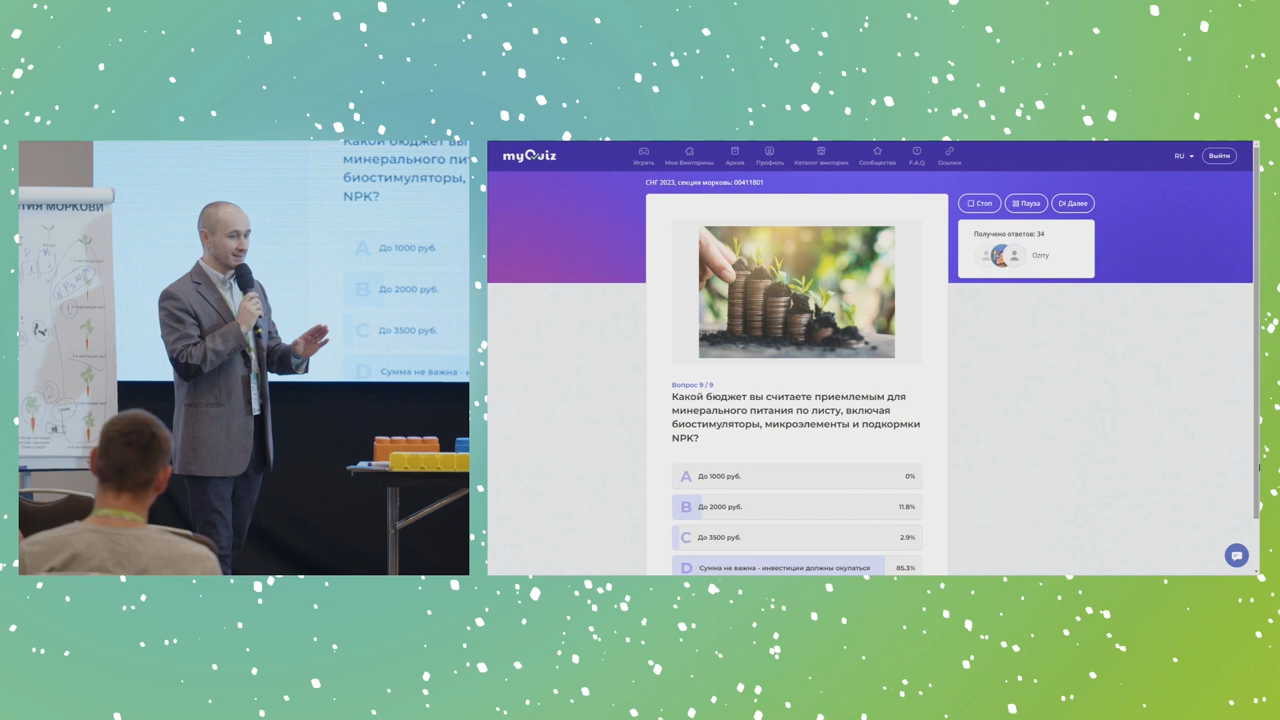 Какой бюджет вы
минерального пи
биостимуляторы,
NPK?
A До 1000 руб.
B До 2000 руб.
C До 3500 руб.
D Сумма не важна - и
ТИЯ МОРКОВИ
myQuiz
Играть
Мои Викторины
Архив
Профиль
Каталог викторин
Сообщества
F.A.Q
Ссылки
RU
Выйти
СНГ 2023, секция морковь: 00411801
Стоп
Пауза
Далее
Получено ответов: 34
Ozrry
Вопрос 9 / 9
Какой бюджет вы считаете приемлемым для
минерального питания по листу, включая
биостимуляторы, микроэлементы и подкормки
NPK?
A До 1000 руб. 0%
B До 2000 руб. 11.8%
C До 3500 руб. 2.9%
D Сумма не важна - инвестиции должны окупаться 85.3%